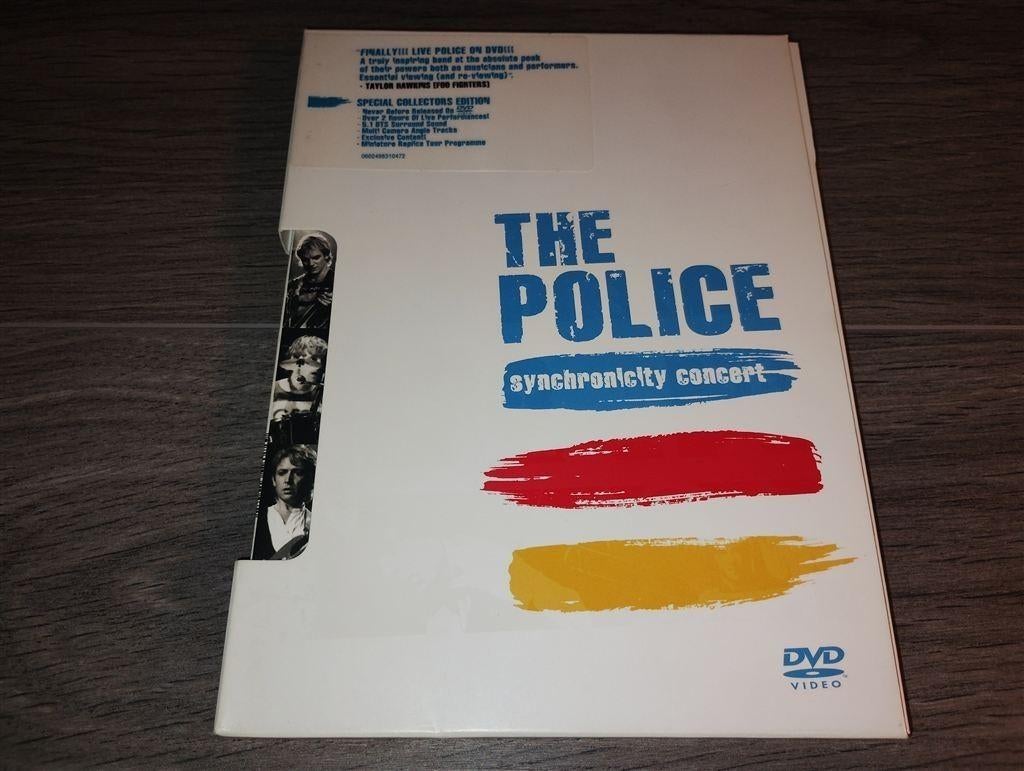 "FINALLY!!! LIVE POLICE ON DVD!!!
A truly inspiring band at the absolute peak
of their powers both as musicians and performers.
Essential viewing (and re-viewing)".
- TAYLOR HAWKINS (FOO FIGHTERS)
SPECIAL COLLECTORS EDITION
- Never Before Released On DVD
- Over 2 Hours Of Live Performances!
- 5.1 DTS Surround Sound
- Multi Camera Angle Tracks
- Exclusive Content!
- Miniature Replica Tour Programme
0602498310472
THE
POLICE
synchronicity concert
DVD
VIDEO